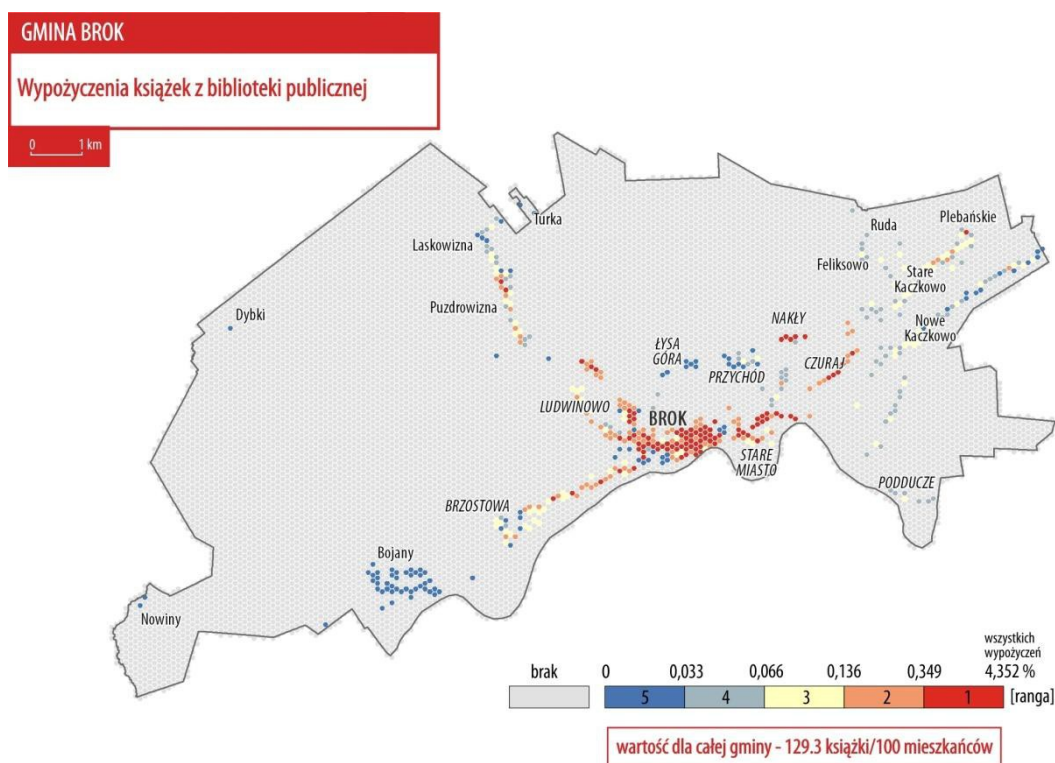 GMINA BROK
Wypożyczenia książek z biblioteki publicznej
0 1 km
Turka
Ruda
Plebańskie
Laskowizna
Feliksowo
Stare
Kaczkowo
Puzdrowizna
Dybki
NAKŁY
Nowe
Kaczkowo
ŁYSA
GÓRA
PRZYCHÓD
CZURAJ
LUDWINOWO
BROK
STARE
MIASTO
PODDUCZE
BRZOSTOWA
Bojany
Nowiny
wszystkich
wypożyczeń
brak 0 0,033 0,066 0,136 0,349 4,352 %
5 4 3 2 1 [ranga]
wartość dla całej gminy - 129.3 książki/100 mieszkańców